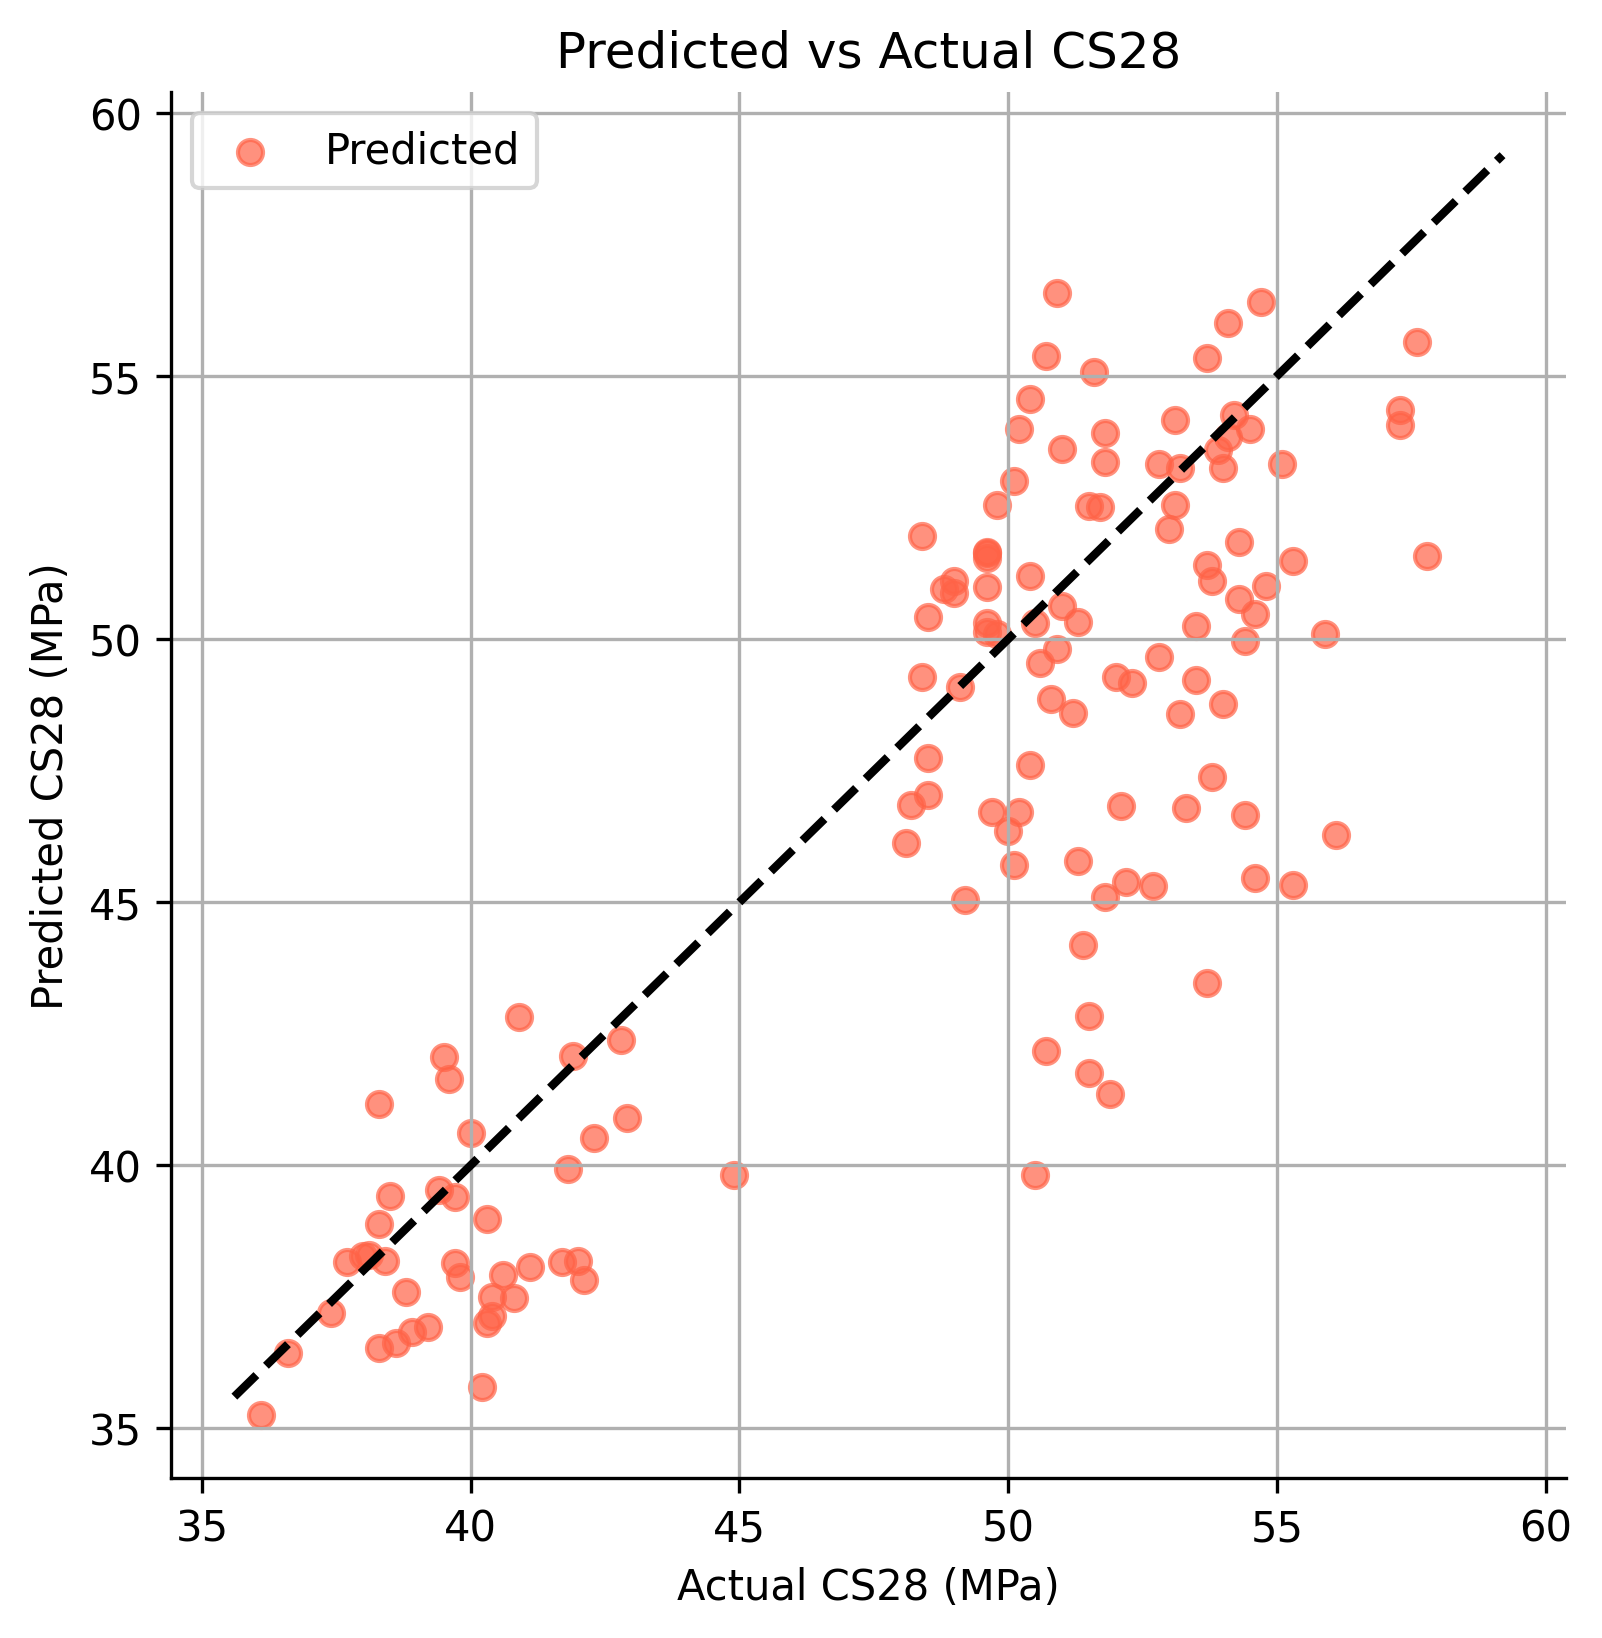 Predicted vs Actual CS28
Predicted
60
55
50
45
40
35
Predicted CS28 (MPa)
35 40 45 50 55 60
Actual CS28 (MPa)